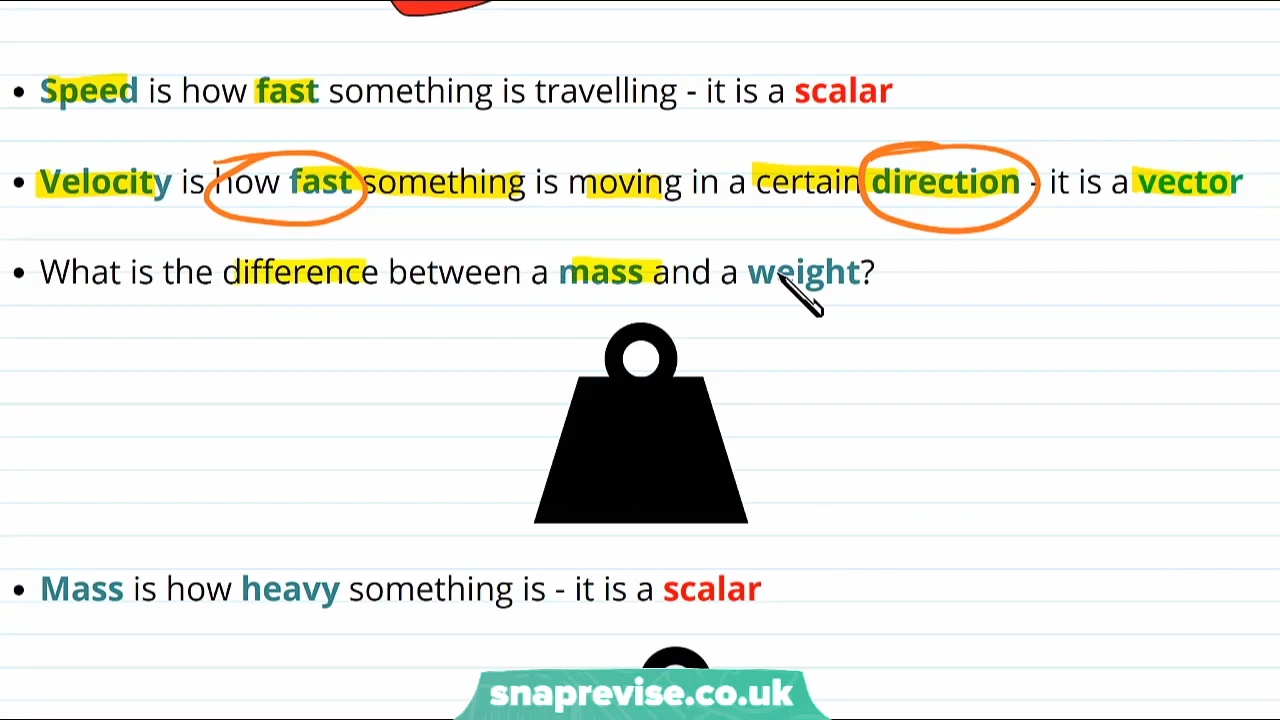 • Speed is how fast something is travelling - it is a scalar
• Velocity is how fast something is moving in a certain direction - it is a vector
• What is the difference between a mass and a weight?
• Mass is how heavy something is - it is a scalar
snaprevise.co.uk